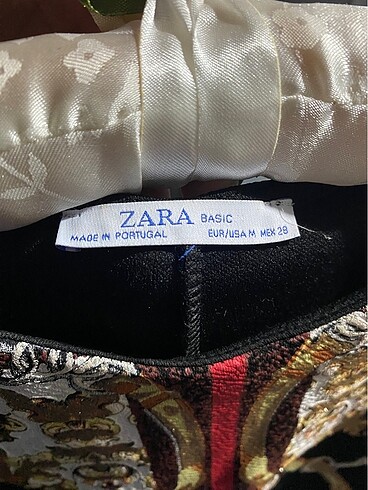 ZARA BASIC
MADE IN PORTUGAL EUR/USA M MEX 28